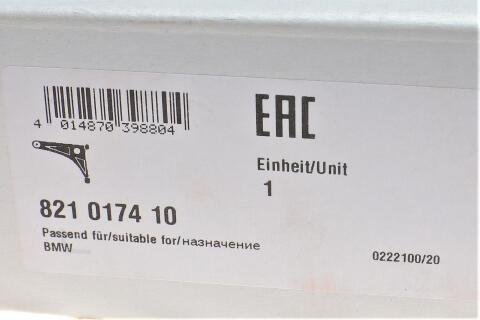 EAC
4 014870 398804
Einheit/Unit
1
821 0174 10
Passend für/suitable for/назначение
BMW
0222100/20